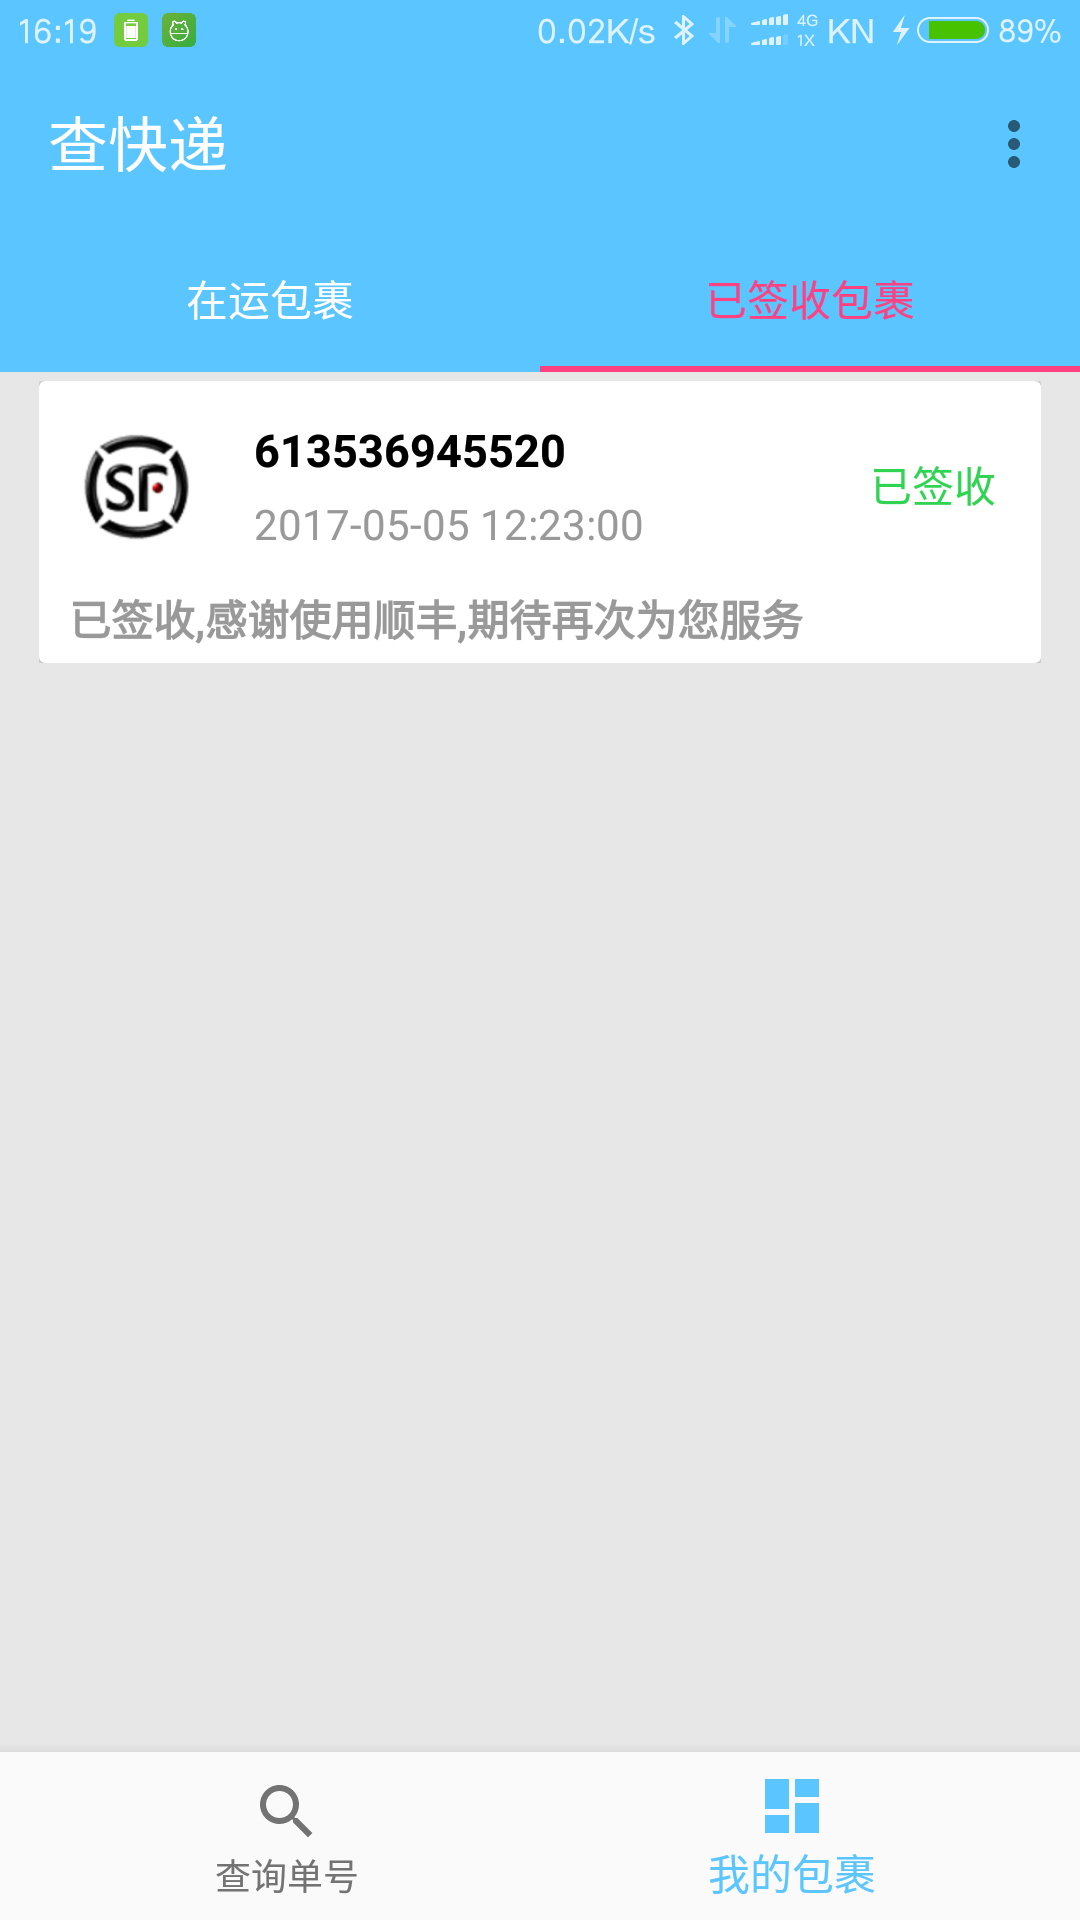 16:19 0.02K/s 4G 1X KN 89%
查快递
在运包裹 已签收包裹
SF
613536945520
已签收
2017-05-05 12:23:00
已签收,感谢使用顺丰,期待再次为您服务
查询单号 我的包裹